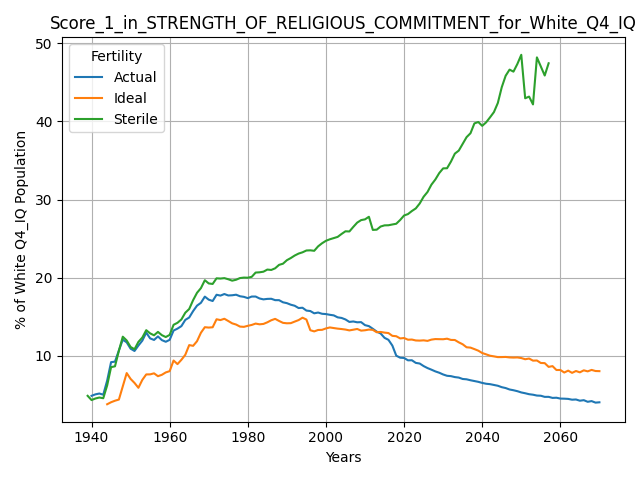 Score_1_in_STRENGTH_OF_RELIGIOUS_COMMITMENT_for_White_Q4_IQ
Fertility
Actual
Ideal
Sterile
% of White Q4_IQ Population
50
40
30
20
10
1940 1960 1980 2000 2020 2040 2060
Years